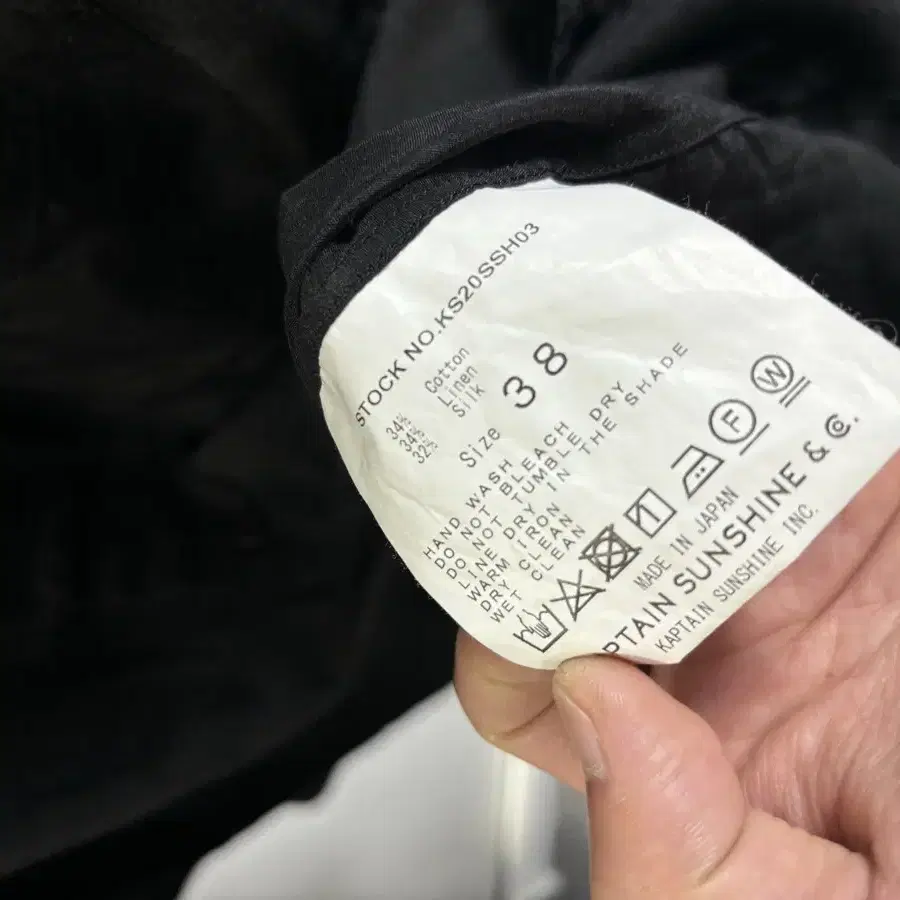 STOCK NO.KS20SSH03
34% Cotton
34% Linen
32% Silk
Size 38
HAND WASH
DO NOT BLEACH
DO NOT TUMBLE DRY
LINE DRY IN THE SHADE
WARM IRON
DRY CLEAN
WET CLEAN
F W
MADE IN JAPAN
PTAIN SUNSHINE & Co.
KAPTAIN SUNSHINE INC.